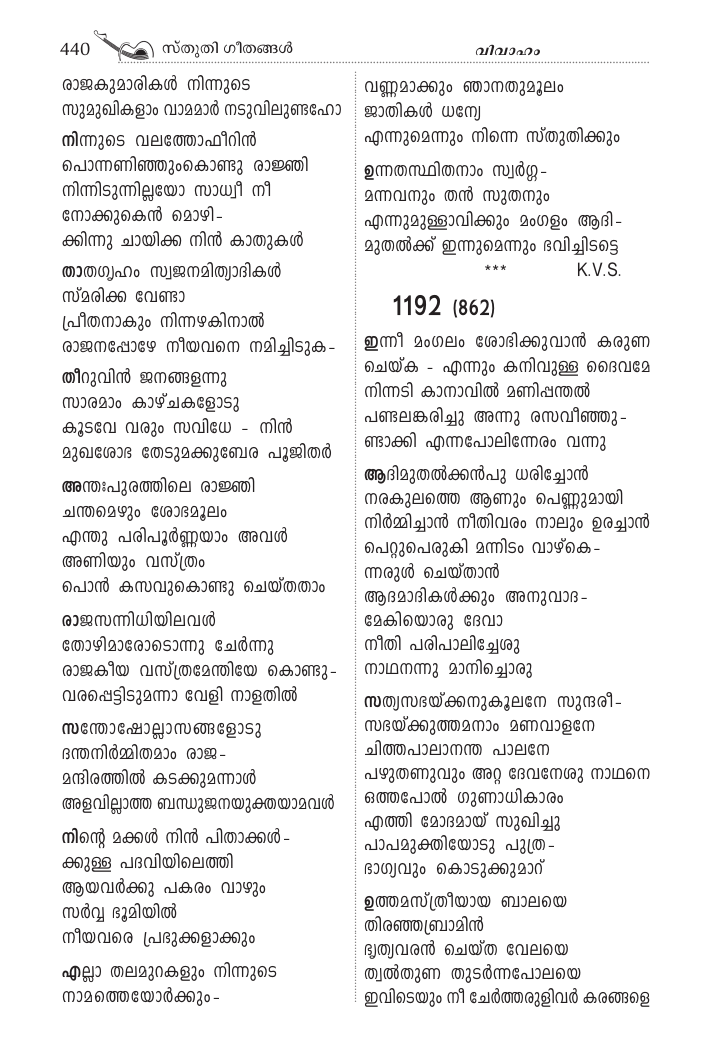 440 സ്തുതി ഗീതങ്ങൾ വിവാഹം
രാജകുമാരികൾ നിന്നുടെ
സുമുഖികളാം വാമമാർ നടുവിലുണ്ടഹോ
നിന്നുടെ വലത്തോഫീറിൻ
പൊന്നണിഞ്ഞുംകൊണ്ടു രാജ്ഞി
നിന്നിടുന്നില്ലയോ സാധ്വീ നീ
നോക്കുകെൻ മൊഴി-
ക്കിന്നു ചായിക്ക നിൻ കാതുകൾ
താതഗൃഹം സ്വജനമിത്യാദികൾ
സ്മരിക്ക വേണ്ടാ
പ്രീതനാകും നിന്നഴകിനാൽ
രാജനപ്പോഴേ നീയവനെ നമിച്ചിടുക-
തീറുവിൻ ജനങ്ങളന്നു
സാരമാം കാഴ്ചകളോടു
കൂടവേ വരും സവിധേ - നിൻ
മുഖശോഭ തേടുമക്കുബേര പൂജിതർ
അന്തഃപുരത്തിലെ രാജ്ഞി
ചന്തമെഴും ശോഭമൂലം
എന്തു പരിപൂർണ്ണയാം അവൾ
അണിയും വസ്ത്രം
പൊൻ കസവുകൊണ്ടു ചെയ്തതാം
രാജസന്നിധിയിലവൾ
തോഴിമാരോടൊന്നു ചേർന്നു
രാജകീയ വസ്ത്രമേന്തിയേ കൊണ്ടു-
വരപ്പെട്ടിടുമന്നാ വേളി നാളതിൽ
സന്തോഷോല്ലാസങ്ങളോടു
ദന്തനിർമ്മിതമാം രാജ-
മന്ദിരത്തിൽ കടക്കുമന്നാൾ
അളവില്ലാത്ത ബന്ധുജനയുക്തയാമവൾ
നിന്റെ മക്കൾ നിൻ പിതാക്കൾ-
ക്കുള്ള പദവിയിലെത്തി
ആയവർക്കു പകരം വാഴും
സർവ്വ ഭൂമിയിൽ
നീയവരെ പ്രഭുക്കളാക്കും
എല്ലാ തലമുറകളും നിന്നുടെ
നാമത്തെയോർക്കും-
വണ്ണമാക്കും ഞാനതുമൂലം
ജാതികൾ ധന്യേ
എന്നുമെന്നും നിന്നെ സ്തുതിക്കും
ഉന്നതസ്ഥിതനാം സ്വർഗ്ഗ-
മന്നവനും തൻ സുതനും
എന്നുമുള്ളാവിക്കും മംഗളം ആദി-
മുതൽക്ക് ഇന്നുമെന്നും ഭവിച്ചിടട്ടെ
*** K.V.S.
1192 (862)
ഇന്നീ മംഗലം ശോഭിക്കുവാൻ കരുണ
ചെയ്ക - എന്നും കനിവുള്ള ദൈവമേ
നിന്നടി കാനാവിൽ മണിപ്പന്തൽ
പണ്ടലങ്കരിച്ചു അന്നു രസവീഞ്ഞു-
ണ്ടാക്കി എന്നപോലിന്നേരം വന്നു
ആദിമുതൽക്കൻപു ധരിച്ചോൻ
നരകുലത്തെ ആണും പെണ്ണുമായി
നിർമ്മിച്ചാൻ നീതിവരം നാലും ഉരച്ചാൻ
പെറ്റുപെരുകി മന്നിടം വാഴ്കെ-
ന്നരുൾ ചെയ്താൻ
ആദമാദികൾക്കും അനുവാദ-
മേകിയൊരു ദേവാ
നീതി പരിപാലിച്ചേശു
നാഥനന്നു മാനിച്ചൊരു
സത്യസഭയ്ക്കനുകൂലനേ സുന്ദരീ-
സഭയ്ക്കുത്തമനാം മണവാളനേ
ചിത്തപാലാനന്ത പാലനേ
പഴുതണുവും അറ്റ ദേവനേശു നാഥനെ
ഒത്തപോൽ ഗുണാധികാരം
എത്തി മോദമായ് സുഖിച്ചു
പാപമുക്തിയോടു പുത്ര-
ഭാഗ്യവും കൊടുക്കുമാറ്
ഉത്തമസ്ത്രീയായ ബാലയെ
തിരഞ്ഞബ്രാമിൻ
ഭൃത്യവരൻ ചെയ്ത വേലയെ
ത്വൽതുണ തുടർന്നപോലയെ
ഇവിടെയും നീ ചേർത്തരുളിവർ കരങ്ങളെ